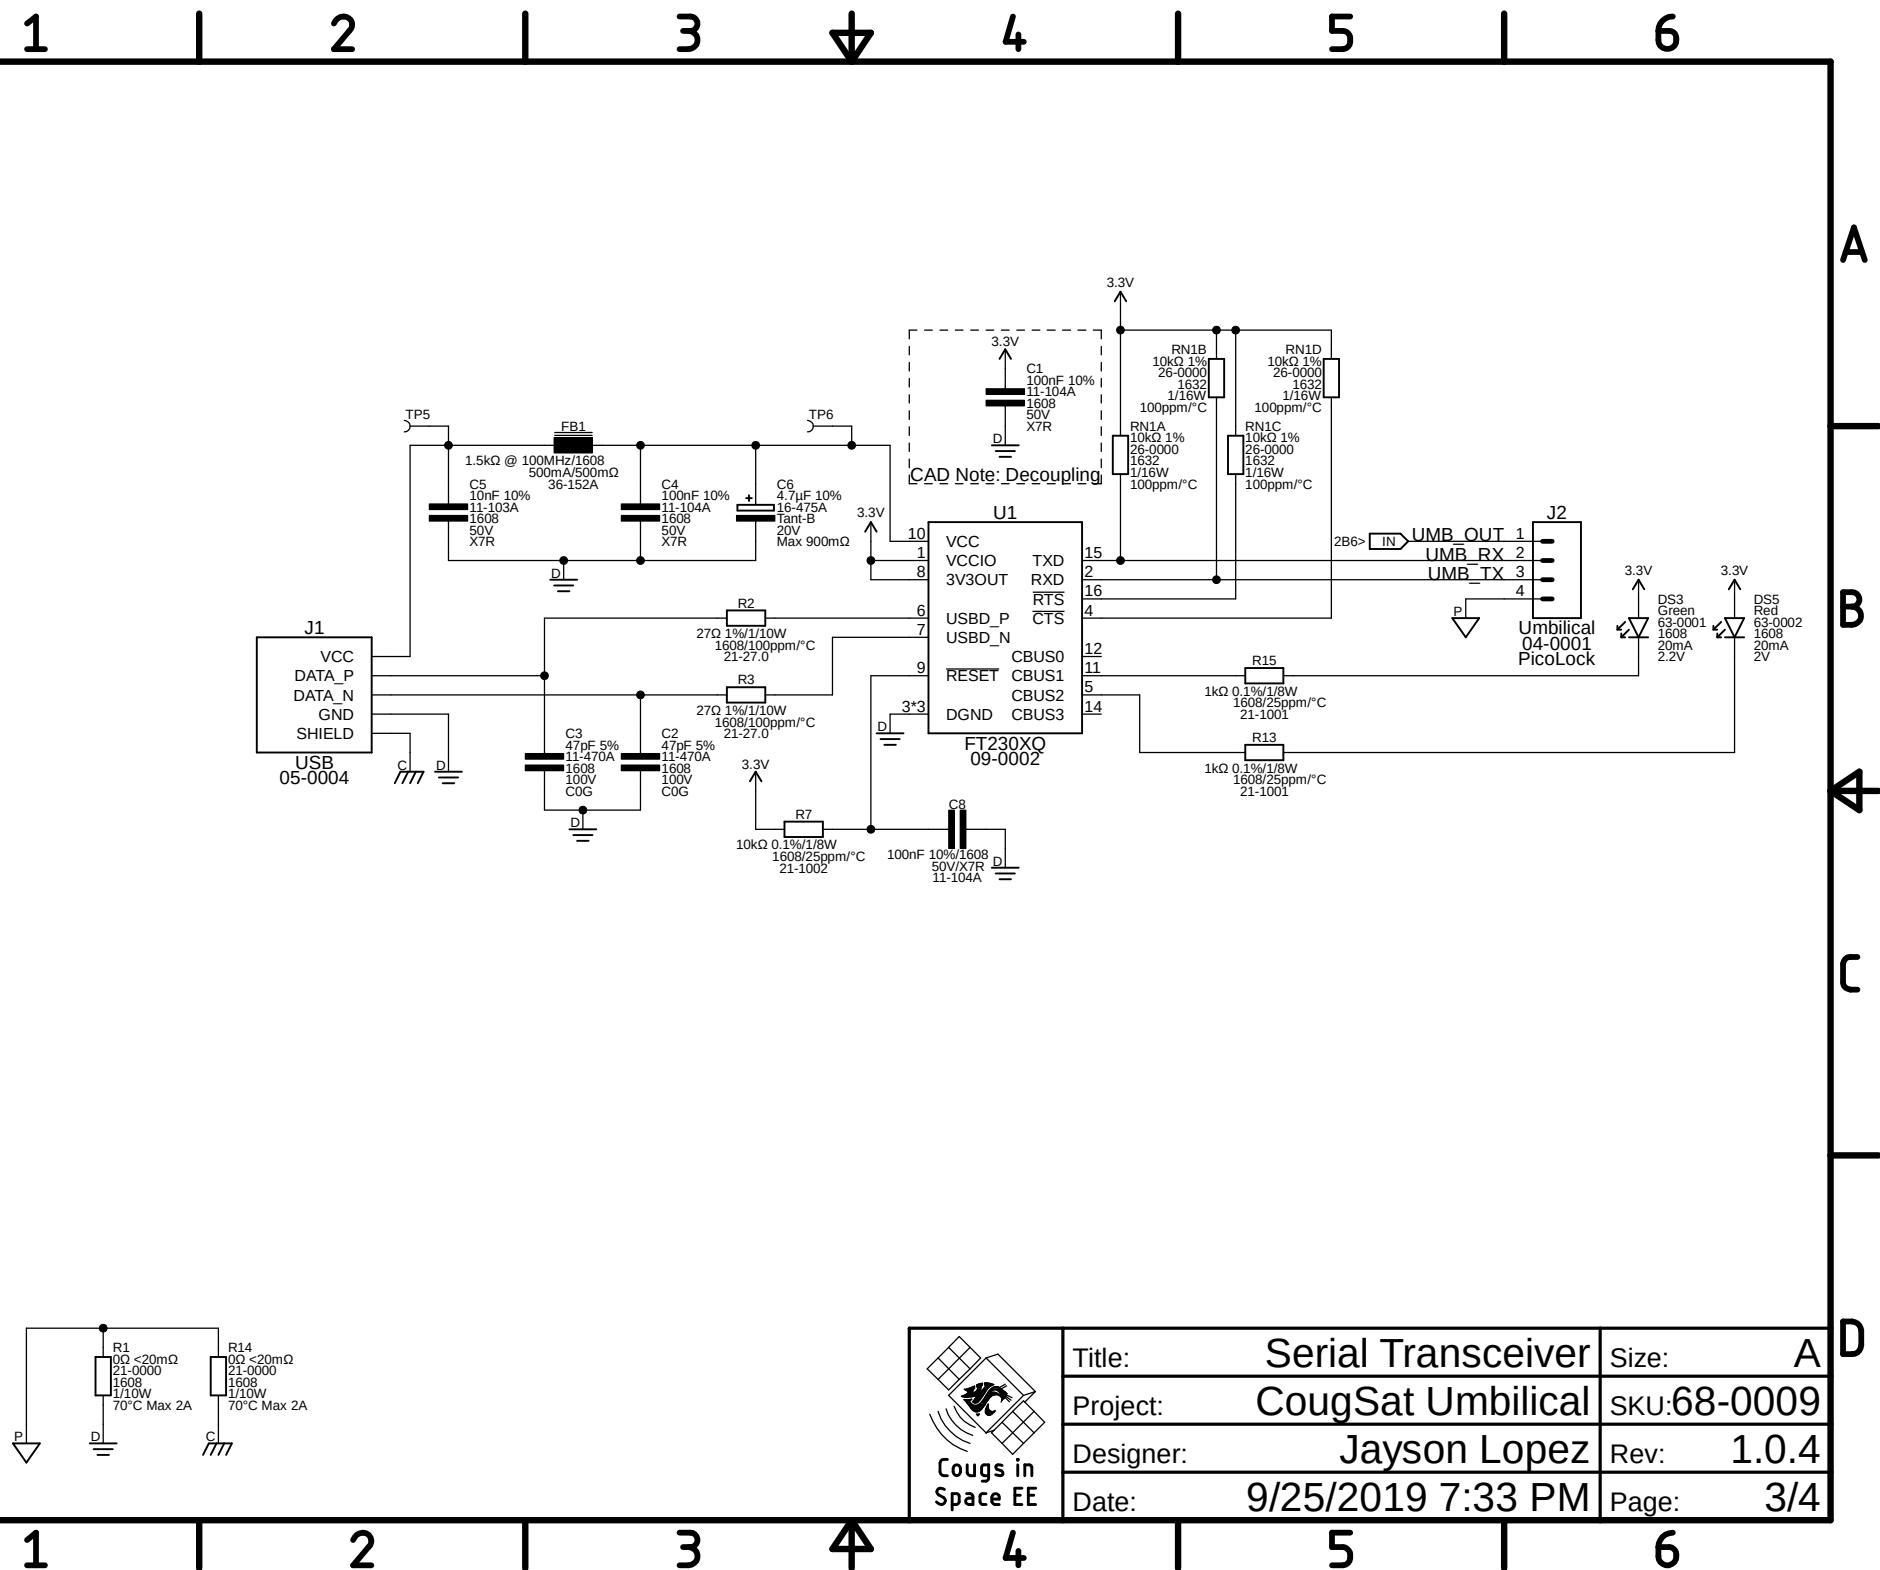 1 2 3 4 5 6
A
B
C
D
3.3V
3.3V
C1
100nF 10%
11-104A
1608
50V
X7R
D
CAD Note: Decoupling
RN1B
10kΩ 1%
26-0000
1632
1/16W
100ppm/°C
RN1D
10kΩ 1%
26-0000
1632
1/16W
100ppm/°C
RN1A
10kΩ 1%
26-0000
1632
1/16W
100ppm/°C
RN1C
10kΩ 1%
26-0000
1632
1/16W
100ppm/°C
TP5
FB1
1.5kΩ @ 100MHz/1608
500mA/500mΩ
36-152A
TP6
C5
10nF 10%
11-103A
1608
50V
X7R
C4
100nF 10%
11-104A
1608
50V
X7R
C6
+
4.7µF 10%
16-475A
Tant-B
20V
Max 900mΩ
D
3.3V
U1
10 VCC
1 VCCIO TXD 15
8 3V3OUT RXD 2
RTS 16
6 USBD_P CTS 4
7 USBD_N
CBUS0 12
9 RESET CBUS1 11
CBUS2 5
3*3 DGND CBUS3 14
D
FT230XQ
09-0002
J2
2B6> IN UMB_OUT 1
UMB_RX 2
UMB_TX 3
4
P
Umbilical
04-0001
PicoLock
3.3V
DS3
Green
63-0001
1608
20mA
2.2V
3.3V
DS5
Red
63-0002
1608
20mA
2V
J1
VCC
DATA_P
DATA_N
GND
SHIELD
USB
05-0004
C D
R2
27Ω 1%/1/10W
1608/100ppm/°C
21-27.0
R3
27Ω 1%/1/10W
1608/100ppm/°C
21-27.0
C3
47pF 5%
11-470A
1608
100V
C0G
C2
47pF 5%
11-470A
1608
100V
C0G
D
R15
1kΩ 0.1%/1/8W
1608/25ppm/°C
21-1001
R13
1kΩ 0.1%/1/8W
1608/25ppm/°C
21-1001
3.3V
R7
10kΩ 0.1%/1/8W
1608/25ppm/°C
21-1002
C8
100nF 10%/1608
50V/X7R
11-104A
D
R1
0Ω <20mΩ
21-0000
1608
1/10W
70°C Max 2A
R14
0Ω <20mΩ
21-0000
1608
1/10W
70°C Max 2A
P D C
Cougs in
Space EE
Title: Serial Transceiver Size: A
Project: CougSat Umbilical SKU: 68-0009
Designer: Jayson Lopez Rev: 1.0.4
Date: 9/25/2019 7:33 PM Page: 3/4
1 2 3 4 5 6